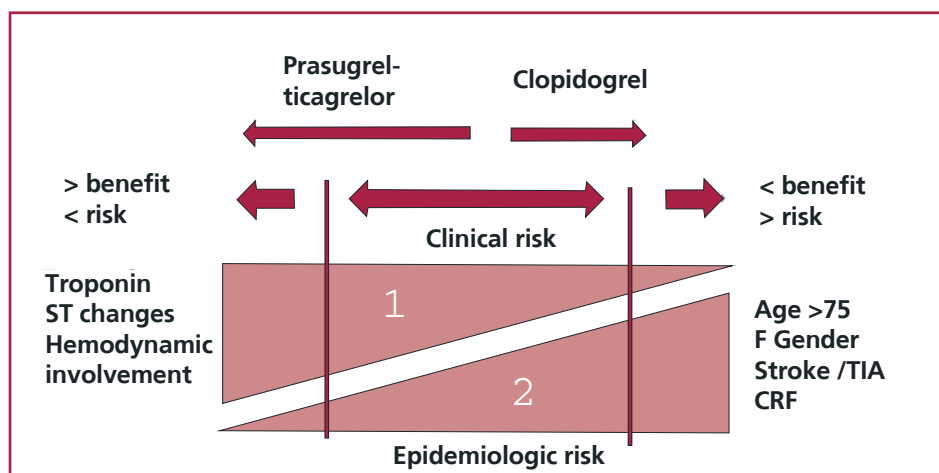 Prasugrel-
ticagrelor
Clopidogrel
> benefit
< risk
< benefit
> risk
Clinical risk
Troponin
ST changes
Hemodynamic
involvement
1
2
Age >75
F Gender
Stroke /TIA
CRF
Epidemiologic risk